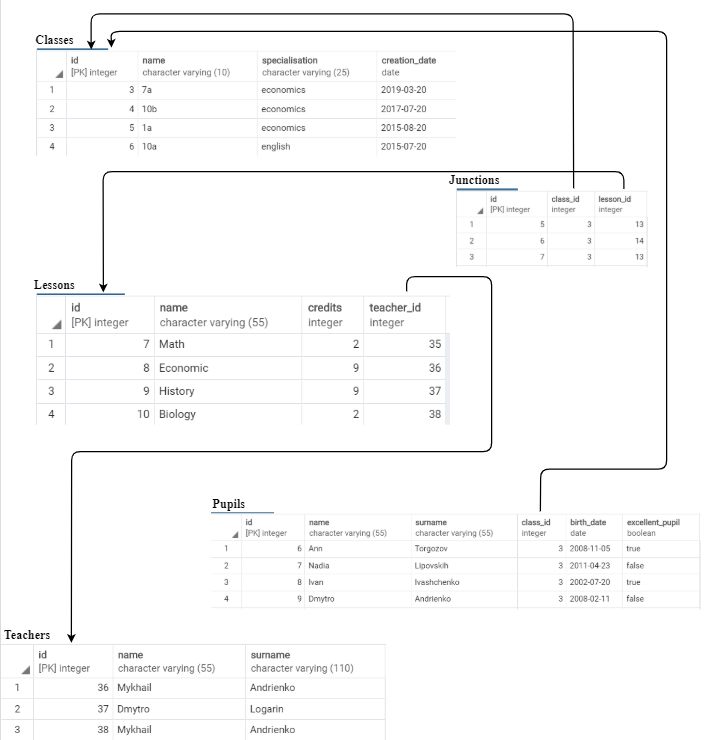 Classes
id name specialisation creation_date
[PK] integer character varying (10) character varying (25) date
1 3 7a economics 2019-03-20
2 4 10b economics 2017-07-20
3 5 1a economics 2015-08-20
4 6 10a english 2015-07-20
Junctions
id class_id lesson_id
[PK] integer integer integer
1 5 3 13
2 6 3 14
3 7 3 13
Lessons
id name credits teacher_id
[PK] integer character varying (55) integer integer
1 7 Math 2 35
2 8 Economic 9 36
3 9 History 9 37
4 10 Biology 2 38
Pupils
id name surname class_id birth_date excellent_pupil
[PK] integer character varying (55) character varying (55) integer date boolean
1 6 Ann Torgozov 3 2008-11-05 true
2 7 Nadia Lipovskih 3 2011-04-23 false
3 8 Ivan Ivashchenko 3 2002-07-20 true
4 9 Dmytro Andrienko 3 2008-02-11 false
Teachers
id name surname
[PK] integer character varying (55) character varying (110)
1 36 Mykhail Andrienko
2 37 Dmytro Logarin
3 38 Mykhail Andrienko